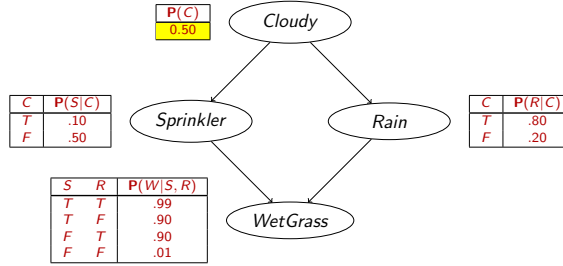 P(C)
0.50
Cloudy
C P(S|C)
T .10
F .50
Sprinkler
Rain
C P(R|C)
T .80
F .20
S R P(W|S, R)
T T .99
T F .90
F T .90
F F .01
WetGrass